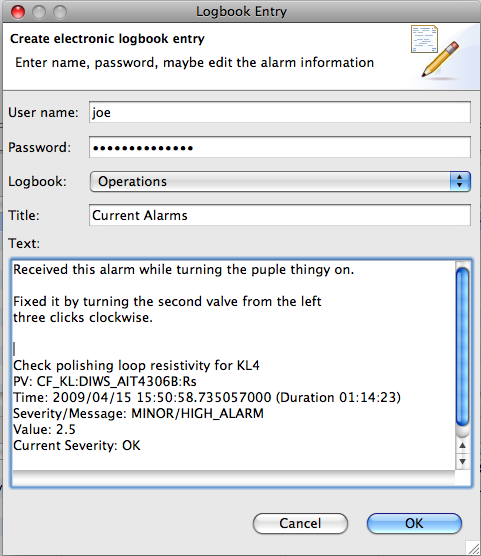 Logbook Entry
Create electronic logbook entry
Enter name, password, maybe edit the alarm information
User name: joe
Password: ••••••••••••••
Logbook: Operations
Title: Current Alarms
Text:
Received this alarm while turning the puple thingy on.
Fixed it by turning the second valve from the left
three clicks clockwise.
Check polishing loop resistivity for KL4
PV: CF_KL:DIWS_AIT4306B:Rs
Time: 2009/04/15 15:50:58.735057000 (Duration 01:14:23)
Severity/Message: MINOR/HIGH_ALARM
Value: 2.5
Current Severity: OK
Cancel OK